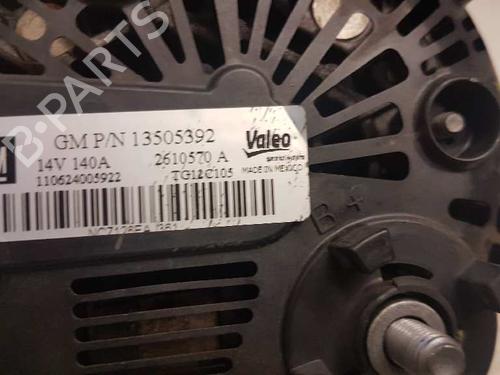 B-PARTS
GM P/N 13505392
14V 140A 2610570 A
110624005922 TG12C105
Valeo
MADE IN MEXICO
B +